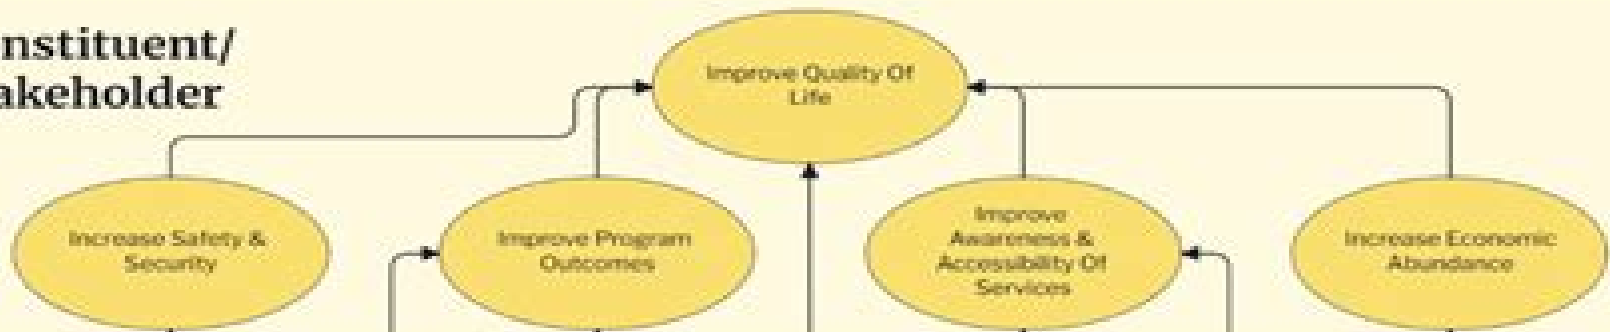 nstituent/
akeholder
Improve Quality Of
Life
Increase Safety &
Security
Improve Program
Outcomes
Improve
Awareness &
Accessibility Of
Services
Increase Economic
Abundance